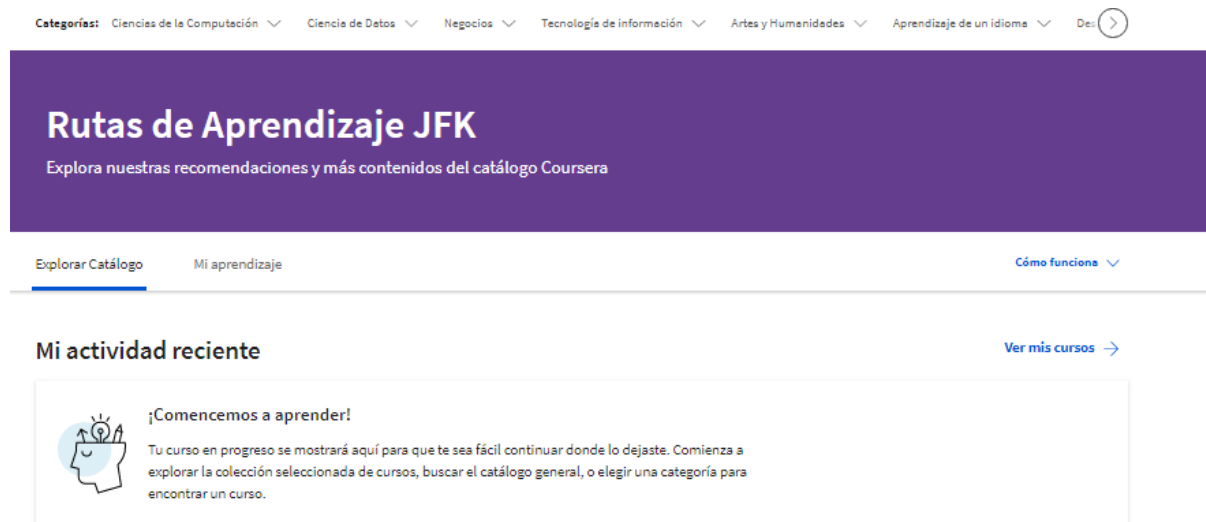 Categorías: Ciencias de la Computación Ciencia de Datos Negocios Tecnología de información Artes y Humanidades Aprendizaje de un idioma
Rutas de Aprendizaje JFK
Explora nuestras recomendaciones y más contenidos del catálogo Coursera
Explorar Catálogo Mi aprendizaje Cómo funciona
Mi actividad reciente Ver mis cursos
¡Comencemos a aprender!
Tu curso en progreso se mostrará aquí para que te sea fácil continuar donde lo dejaste. Comienza a
explorar la colección seleccionada de cursos, buscar el catálogo general, o elegir una categoría para
encontrar un curso.